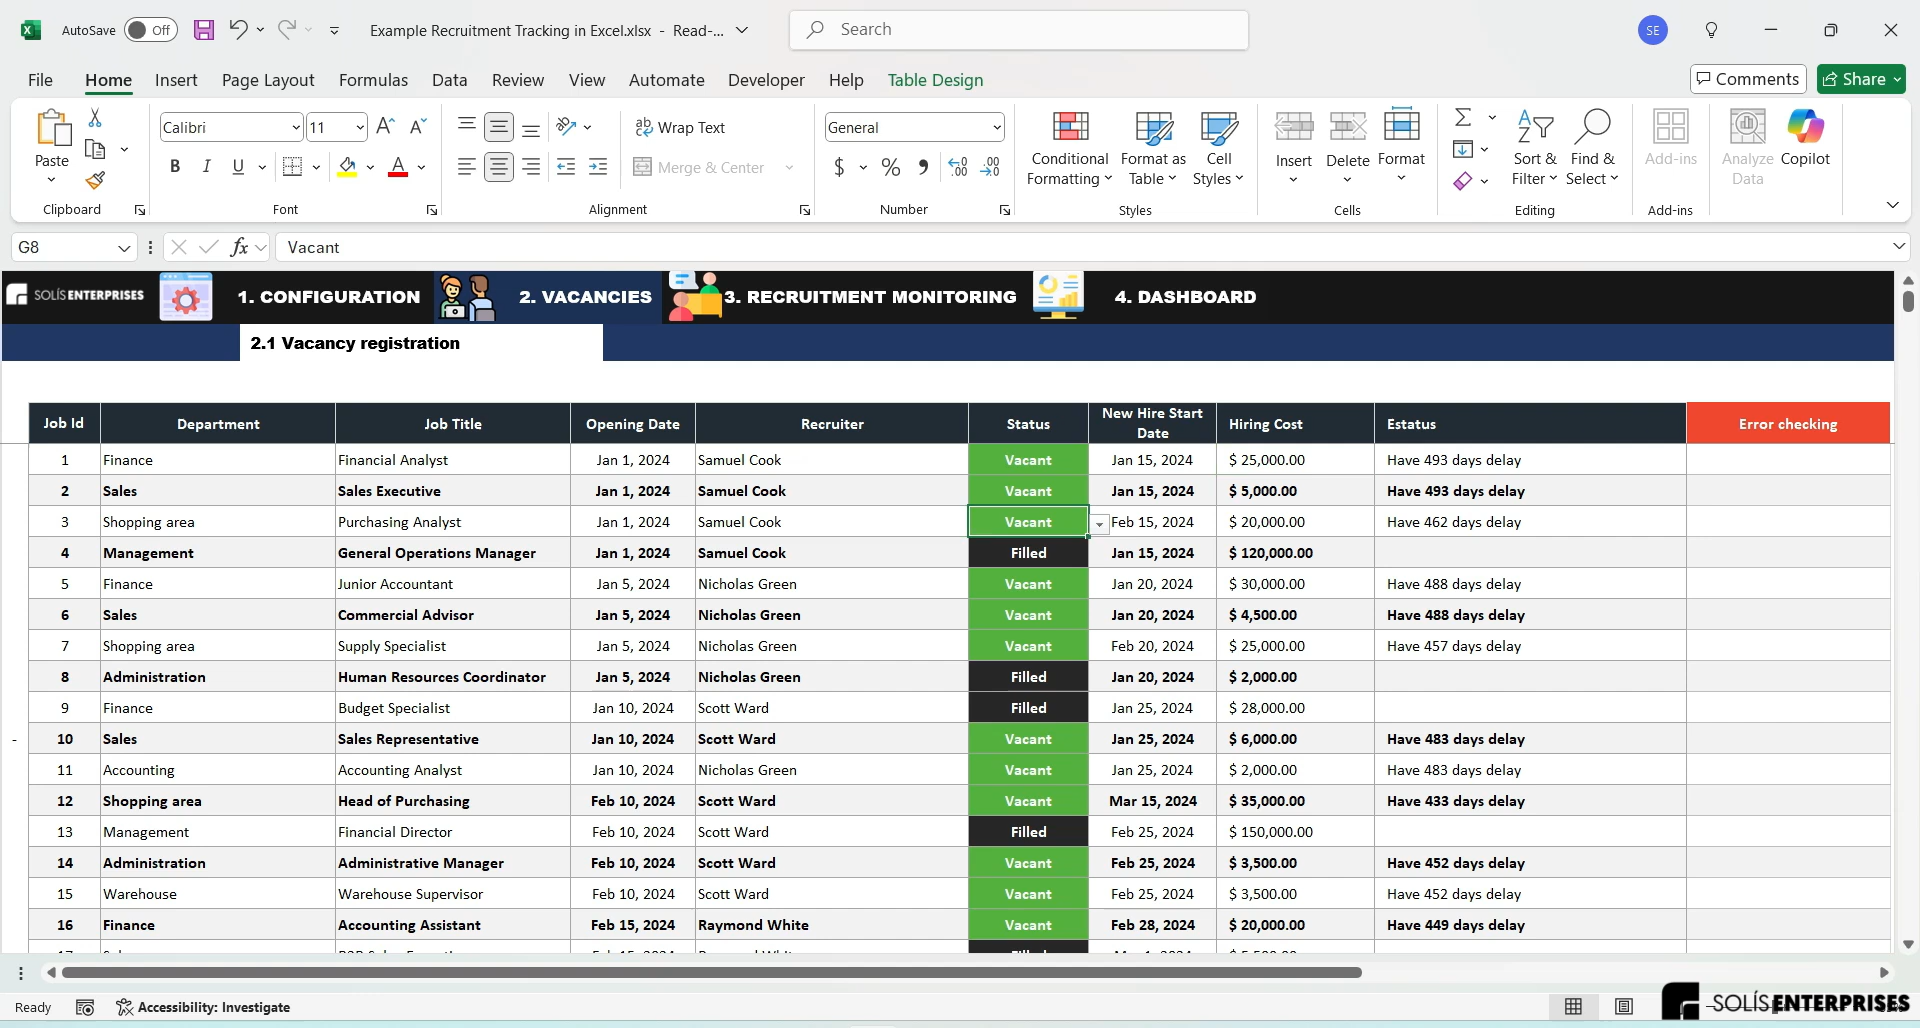 AutoSave Off Example Recruitment Tracking in Excel.xlsx - Read-... Search SE
File Home Insert Page Layout Formulas Data Review View Automate Developer Help Table Design Comments Share
Paste
Calibri 11
B I U A
ab Wrap Text
Merge & Center
General
$ % 9 .00 .00
Conditional Formatting
Format as Table
Cell Styles
Insert Delete Format
Sort & Filter
Find & Select
Add-ins
Analyze Data
Copilot
Clipboard Font Alignment Number Styles Cells Editing Add-ins
G8 fx Vacant
SOLÍS ENTERPRISES 1. CONFIGURATION 2. VACANCIES 3. RECRUITMENT MONITORING 4. DASHBOARD
2.1 Vacancy registration
Job Id Department Job Title Opening Date Recruiter Status New Hire Start Date Hiring Cost Estatus Error checking
1 Finance Financial Analyst Jan 1, 2024 Samuel Cook Vacant Jan 15, 2024 $ 25,000.00 Have 493 days delay
2 Sales Sales Executive Jan 1, 2024 Samuel Cook Vacant Jan 15, 2024 $ 5,000.00 Have 493 days delay
3 Shopping area Purchasing Analyst Jan 1, 2024 Samuel Cook Vacant Feb 15, 2024 $ 20,000.00 Have 462 days delay
4 Management General Operations Manager Jan 1, 2024 Samuel Cook Filled Jan 15, 2024 $ 120,000.00
5 Finance Junior Accountant Jan 5, 2024 Nicholas Green Vacant Jan 20, 2024 $ 30,000.00 Have 488 days delay
6 Sales Commercial Advisor Jan 5, 2024 Nicholas Green Vacant Jan 20, 2024 $ 4,500.00 Have 488 days delay
7 Shopping area Supply Specialist Jan 5, 2024 Nicholas Green Vacant Feb 20, 2024 $ 25,000.00 Have 457 days delay
8 Administration Human Resources Coordinator Jan 5, 2024 Nicholas Green Filled Jan 20, 2024 $ 2,000.00
9 Finance Budget Specialist Jan 10, 2024 Scott Ward Filled Jan 25, 2024 $ 28,000.00
- 10 Sales Sales Representative Jan 10, 2024 Scott Ward Vacant Jan 25, 2024 $ 6,000.00 Have 483 days delay
11 Accounting Accounting Analyst Jan 10, 2024 Nicholas Green Vacant Jan 25, 2024 $ 2,000.00 Have 483 days delay
12 Shopping area Head of Purchasing Feb 10, 2024 Scott Ward Vacant Mar 15, 2024 $ 35,000.00 Have 433 days delay
13 Management Financial Director Feb 10, 2024 Scott Ward Filled Feb 25, 2024 $ 150,000.00
14 Administration Administrative Manager Feb 10, 2024 Scott Ward Vacant Feb 25, 2024 $ 3,500.00 Have 452 days delay
15 Warehouse Warehouse Supervisor Feb 10, 2024 Scott Ward Vacant Feb 25, 2024 $ 3,500.00 Have 452 days delay
16 Finance Accounting Assistant Feb 15, 2024 Raymond White Vacant Feb 28, 2024 $ 20,000.00 Have 449 days delay
Ready Accessibility: Investigate SOLÍS ENTERPRISES